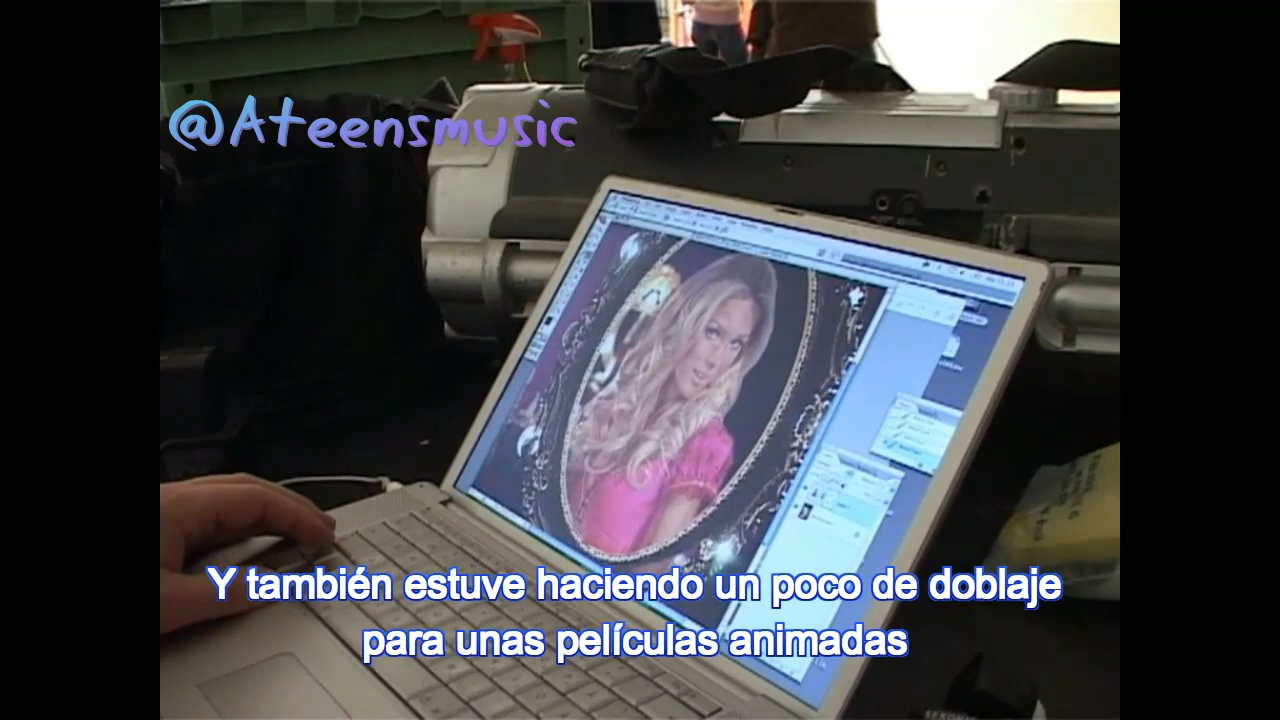 @Ateensmusic
Y también estuve haciendo un poco de doblaje
para unas películas animadas